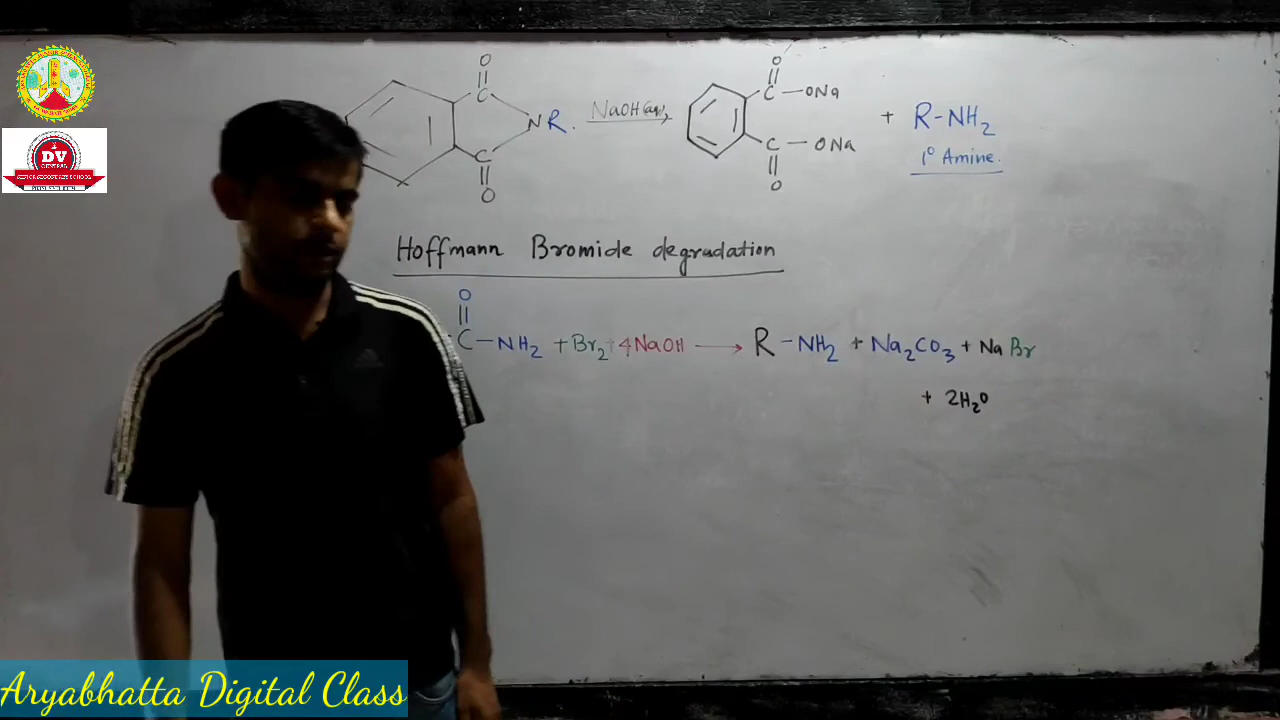 O O
C C —ONa
N R. NaOH(aq) + R-NH2
C C — ONa 1° Amine.
O O
Hoffmann Bromide degradation
O
C-NH2 + Br2 + 4NaOH → R-NH2 + Na2CO3 + NaBr
+ 2H2O
DV
CENTRAL
Aryabhatta Digital Class